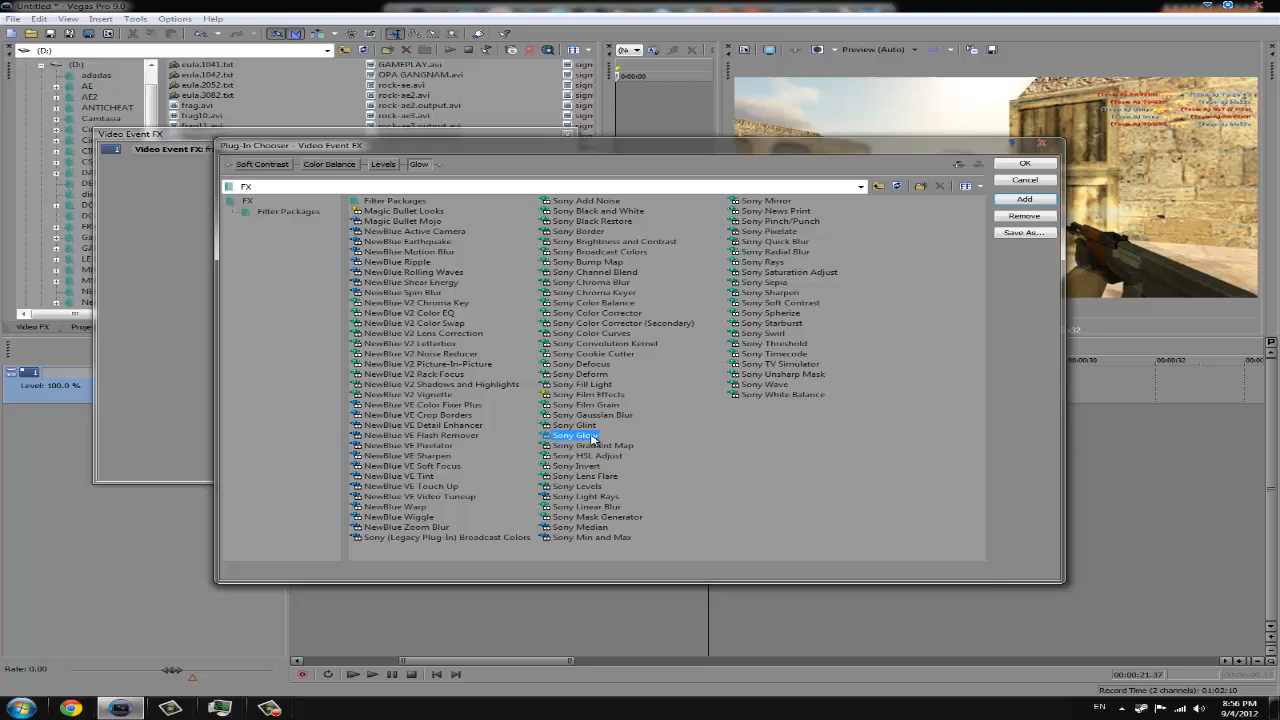 Untitled * - Vegas Pro 9.0
File Edit View Insert Tools Options Help
(D:)
Preview (Auto)
(D:)
adadas
AE
AE2
ANTICHEAT
Camtasia
eula.1041.txt
eula.1042.txt
eula.2052.txt
eula.3082.txt
frag.avi
frag10.avi
frag11.avi
GAMEPLAY.avi
OPA GANGNAM.avi
rock-ae.avi
rock-ae2.avi
rock-ae2.output.avi
rock-ae3.avi
rock-ae3.output.avi
00:00:00
Video Event FX
Video Event FX:
Plug-In Chooser - Video Event FX
Soft Contrast Color Balance Levels Glow
FX
OK
Cancel
Add
Remove
Save As...
FX
Filter Packages
Filter Packages
Magic Bullet Looks
Magic Bullet Mojo
NewBlue Active Camera
NewBlue Earthquake
NewBlue Motion Blur
NewBlue Ripple
NewBlue Rolling Waves
NewBlue Shear Energy
NewBlue Spin Blur
NewBlue V2 Chroma Key
NewBlue V2 Color EQ
NewBlue V2 Color Swap
NewBlue V2 Lens Correction
NewBlue V2 Letterbox
NewBlue V2 Noise Reducer
NewBlue V2 Picture-In-Picture
NewBlue V2 Rack Focus
NewBlue V2 Shadows and Highlights
NewBlue V2 Vignette
NewBlue VE Color Fixer Plus
NewBlue VE Crop Borders
NewBlue VE Detail Enhancer
NewBlue VE Flash Remover
NewBlue VE Pixelator
NewBlue VE Sharpen
NewBlue VE Soft Focus
NewBlue VE Tint
NewBlue VE Touch Up
NewBlue VE Video Tuneup
NewBlue Warp
NewBlue Wiggle
NewBlue Zoom Blur
Sony (Legacy Plug-In) Broadcast Colors
Sony Add Noise
Sony Black and White
Sony Black Restore
Sony Border
Sony Brightness and Contrast
Sony Broadcast Colors
Sony Bump Map
Sony Channel Blend
Sony Chroma Blur
Sony Chroma Keyer
Sony Color Balance
Sony Color Corrector
Sony Color Corrector (Secondary)
Sony Color Curves
Sony Convolution Kernel
Sony Cookie Cutter
Sony Defocus
Sony Deform
Sony Fill Light
Sony Film Effects
Sony Film Grain
Sony Gaussian Blur
Sony Glint
Sony Glow
Sony Gradient Map
Sony HSL Adjust
Sony Invert
Sony Lens Flare
Sony Levels
Sony Light Rays
Sony Linear Blur
Sony Mask Generator
Sony Median
Sony Min and Max
Sony Mirror
Sony News Print
Sony Pinch/Punch
Sony Pixelate
Sony Quick Blur
Sony Radial Blur
Sony Rays
Sony Saturation Adjust
Sony Sepia
Sony Sharpen
Sony Soft Contrast
Sony Spherize
Sony Starburst
Sony Swirl
Sony Threshold
Sony Timecode
Sony TV Simulator
Sony Unsharp Mask
Sony Wave
Sony White Balance
Video FX
00:00:30 00:00:32
1
Level: 100.0 %
Rate: 0.00
00:00:21.37
Record Time (2 channels): 01:02:10
EN
8:56 PM
9/4/2012